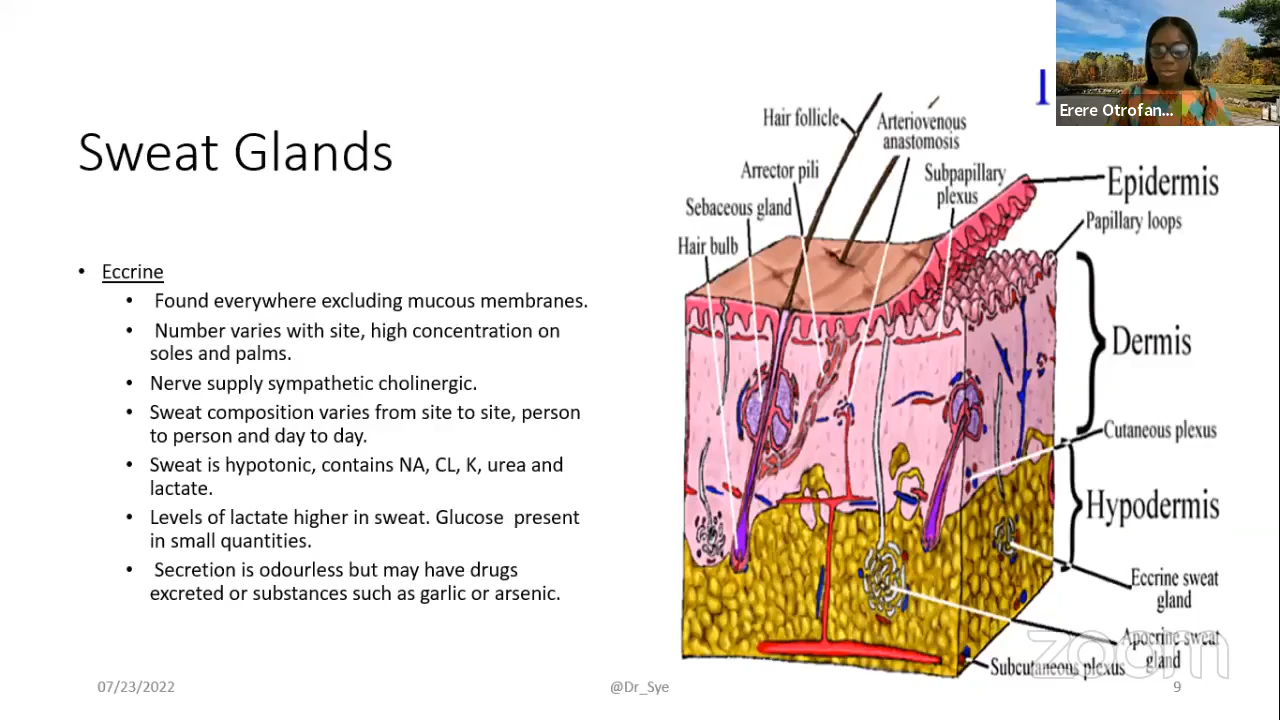 Erere Otrofan...
Sweat Glands
• Eccrine
• Found everywhere excluding mucous membranes.
• Number varies with site, high concentration on
soles and palms.
• Nerve supply sympathetic cholinergic.
• Sweat composition varies from site to site, person
to person and day to day.
• Sweat is hypotonic, contains NA, CL, K, urea and
lactate.
• Levels of lactate higher in sweat. Glucose present
in small quantities.
• Secretion is odourless but may have drugs
excreted or substances such as garlic or arsenic.
Hair follicle
Arteriovenous
anastomosis
Arrector pili
Subpapillary
plexus
Sebaceous gland
Hair bulb
Epidermis
Papillary loops
Dermis
Cutaneous plexus
Hypodermis
Eccrine sweat
gland
Apocrine sweat
gland
Subcutaneous plexus
zoom
07/23/2022
@Dr_Sye
9